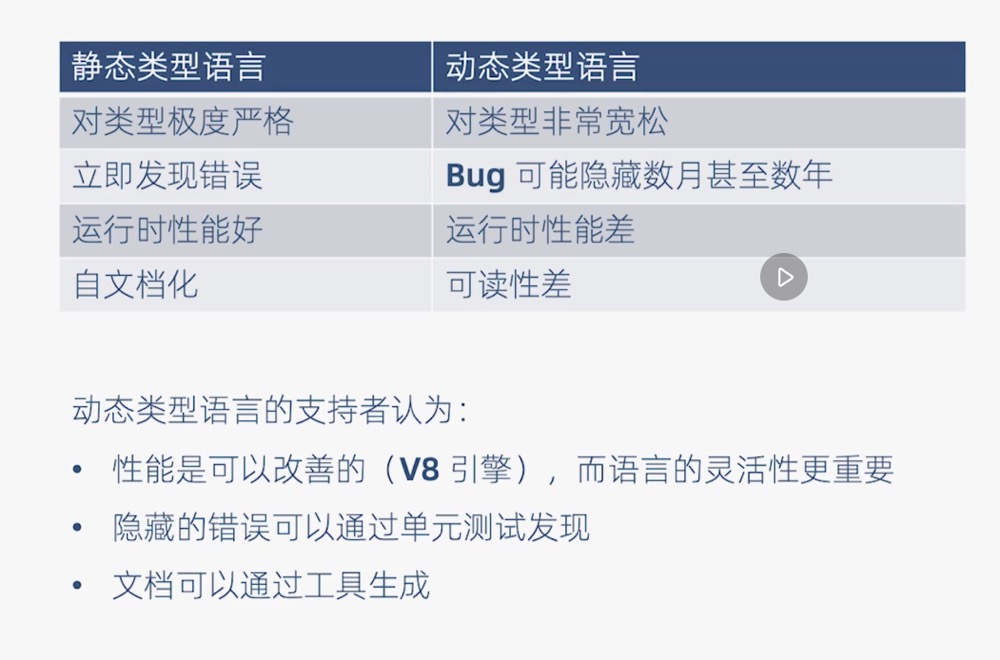 静态类型语言 动态类型语言
对类型极度严格 对类型非常宽松
立即发现错误 Bug 可能隐藏数月甚至数年
运行时性能好 运行时性能差
自文档化 可读性差
动态类型语言的支持者认为：
• 性能是可以改善的（V8 引擎），而语言的灵活性更重要
• 隐藏的错误可以通过单元测试发现
• 文档可以通过工具生成